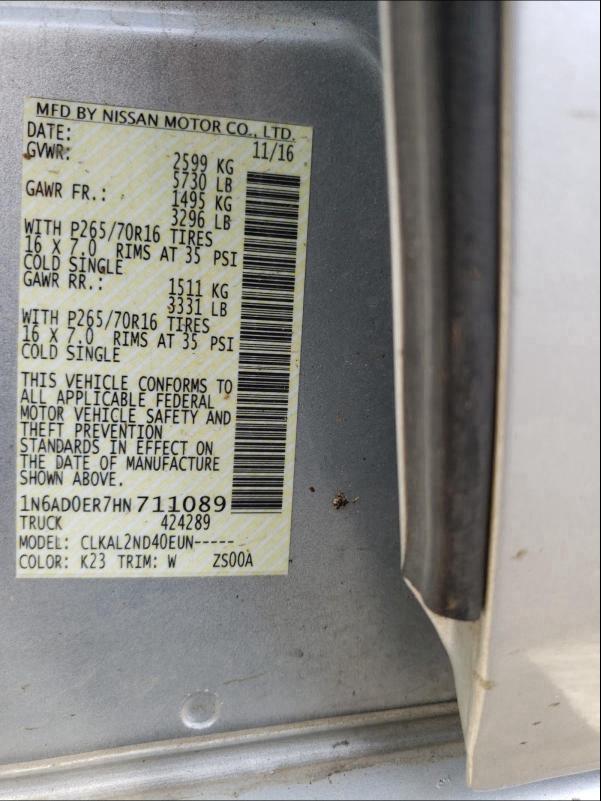 MFD BY NISSAN MOTOR CO., LTD.
DATE: 11/16
GVWR: 2599 KG
5730 LB
GAWR FR.: 1495 KG
3296 LB
WITH P265/70R16 TIRES
16 X 7.0 RIMS AT 35 PSI
COLD SINGLE
GAWR RR.: 1511 KG
3331 LB
WITH P265/70R16 TIRES
16 X 7.0 RIMS AT 35 PSI
COLD SINGLE
THIS VEHICLE CONFORMS TO
ALL APPLICABLE FEDERAL
MOTOR VEHICLE SAFETY AND
THEFT PREVENTION
STANDARDS IN EFFECT ON
THE DATE OF MANUFACTURE
SHOWN ABOVE.
1N6AD0ER7HN711089
TRUCK 424289
MODEL: CLKAL2ND40EUN-----
COLOR: K23 TRIM: W ZS00A